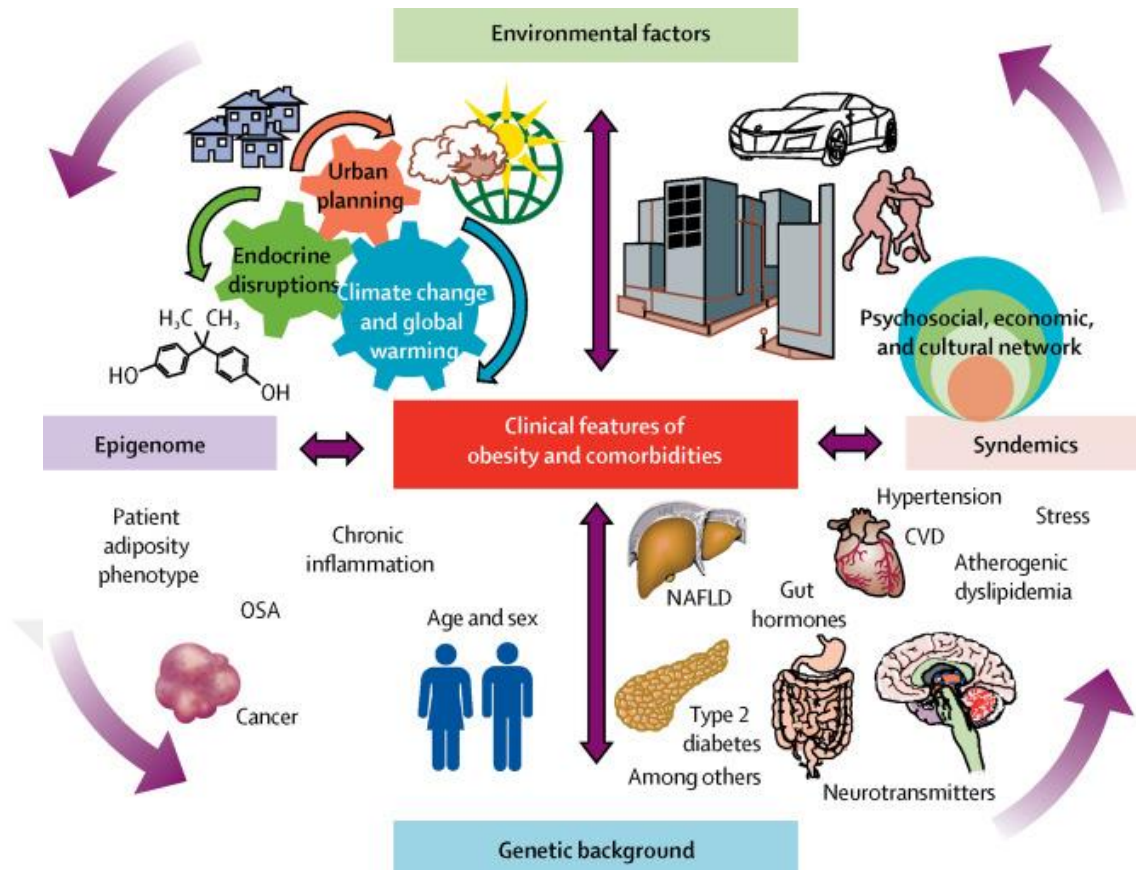 Environmental factors
Urban
planning
Endocrine
disruptions
Climate change
and global
warming
H₃C CH₃
HO
OH
Psychosocial, economic,
and cultural network
Epigenome
Clinical features of
obesity and comorbidities
Syndemics
Patient
adiposity
phenotype
Chronic
inflammation
OSA
Cancer
Age and sex
NAFLD
Gut
hormones
Type 2
diabetes
Among others
Hypertension
CVD
Stress
Atherogenic
dyslipidemia
Neurotransmitters
Genetic background